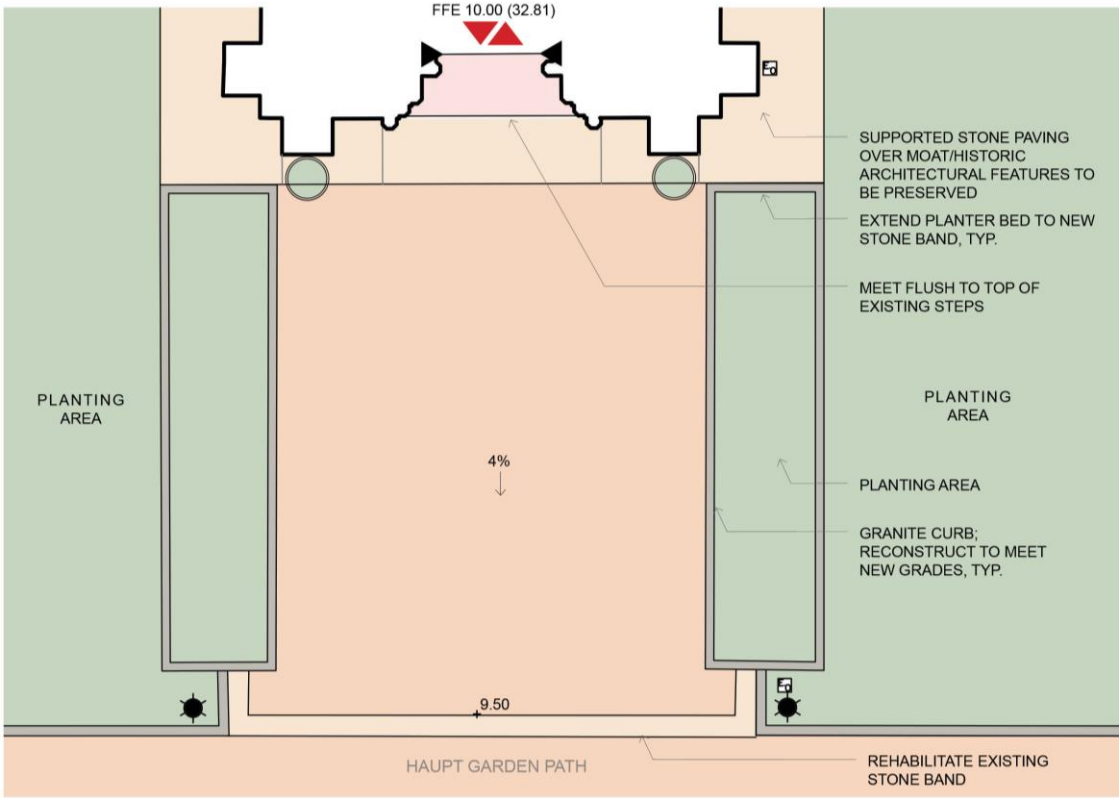 FFE 10.00 (32.81)
SUPPORTED STONE PAVING
OVER MOAT/HISTORIC
ARCHITECTURAL FEATURES TO
BE PRESERVED
EXTEND PLANTER BED TO NEW
STONE BAND, TYP.
MEET FLUSH TO TOP OF
EXISTING STEPS
PLANTING
AREA
PLANTING
AREA
4%
PLANTING AREA
GRANITE CURB;
RECONSTRUCT TO MEET
NEW GRADES, TYP.
9.50
HAUPT GARDEN PATH
REHABILITATE EXISTING
STONE BAND